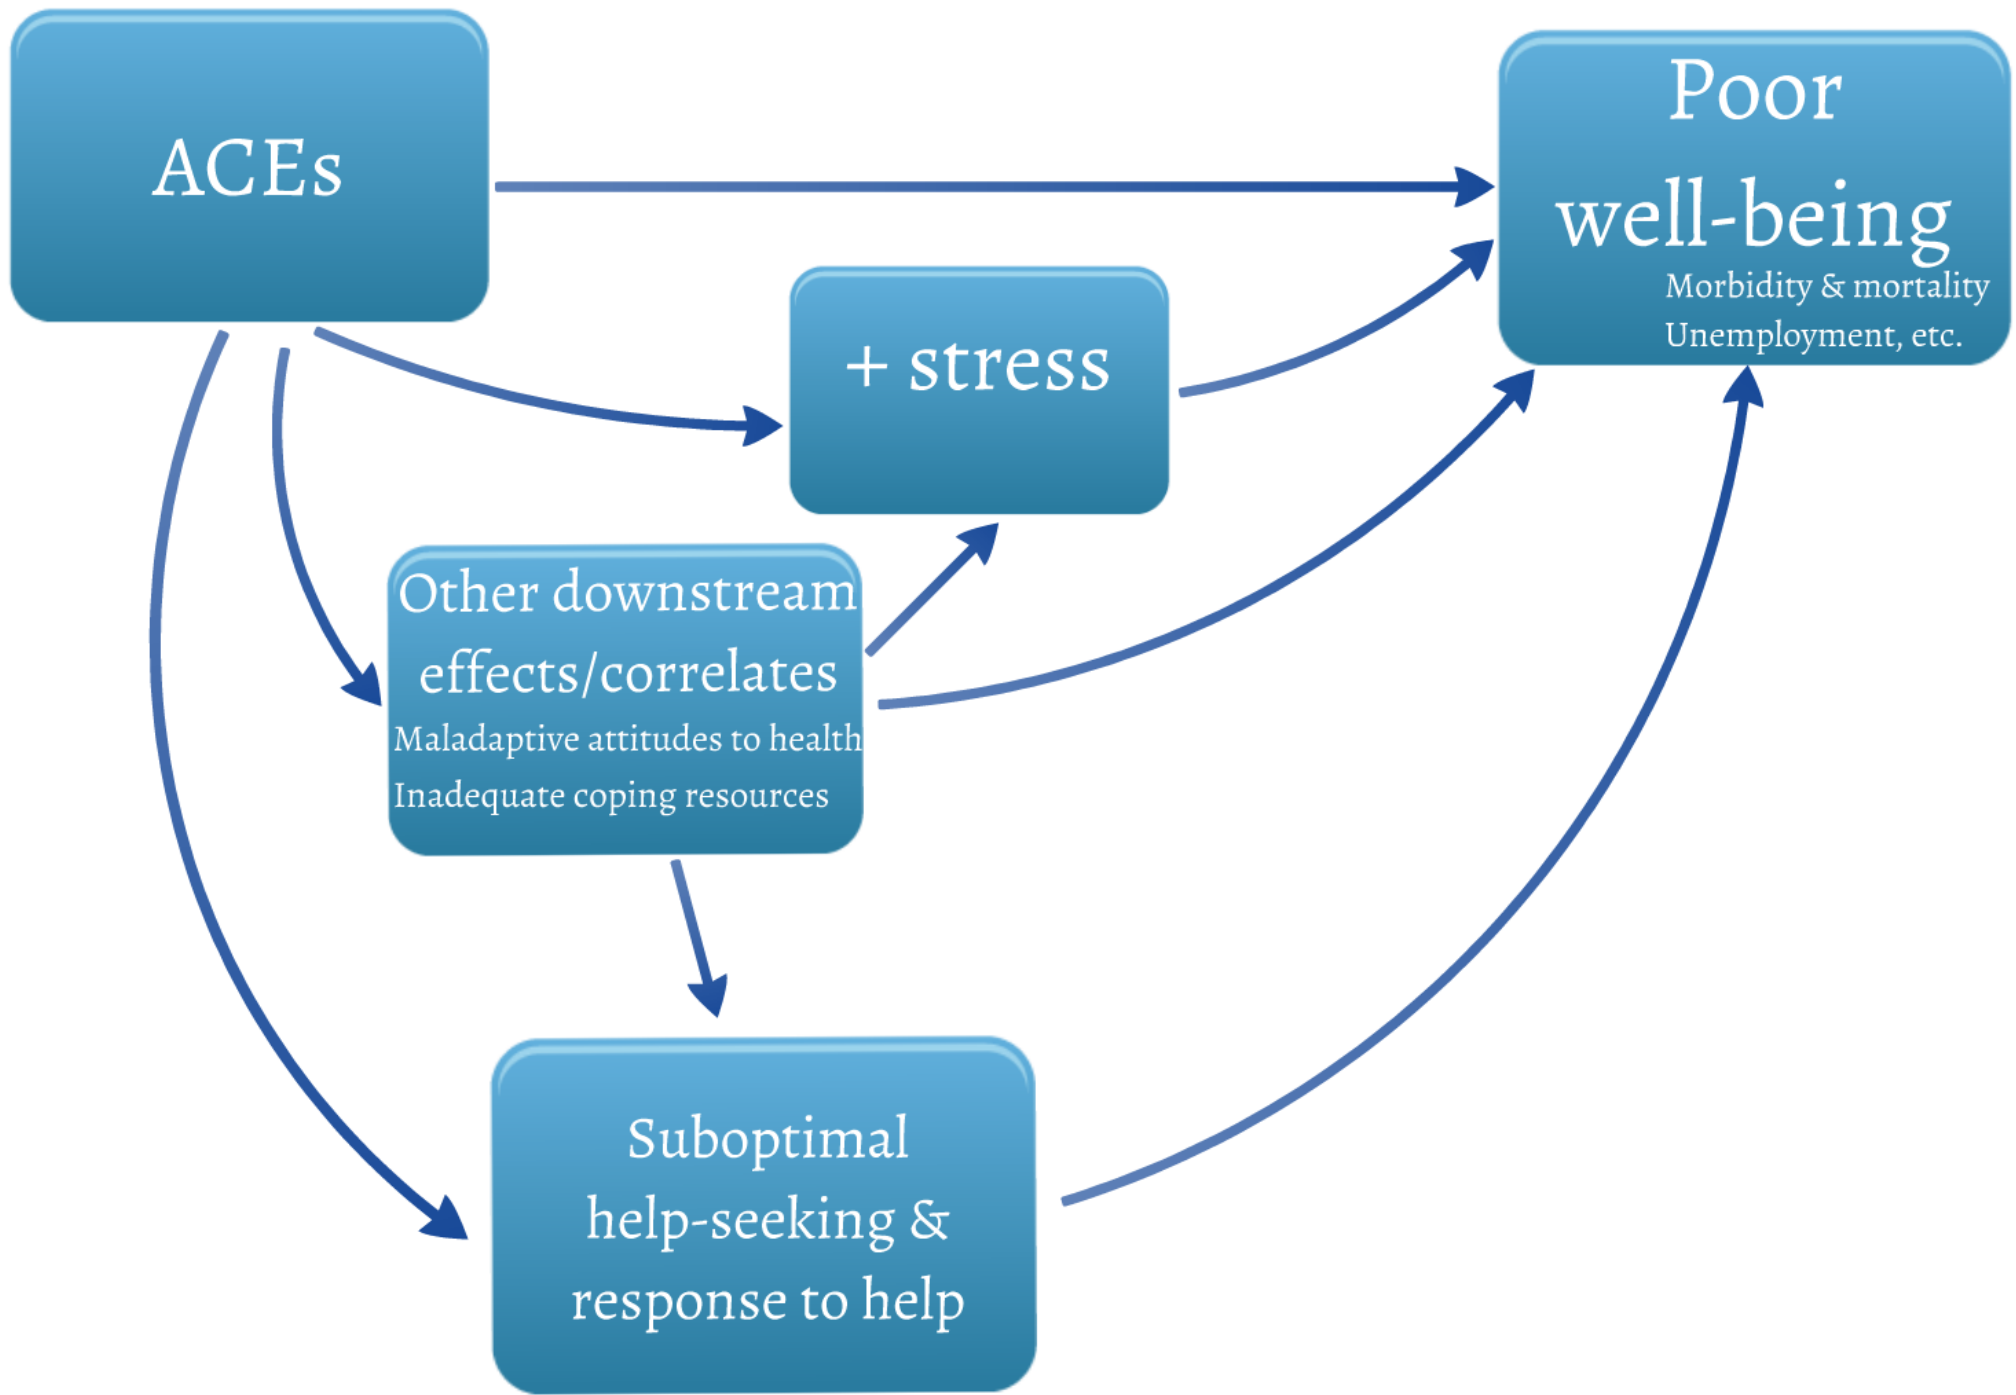 ACEs
Poor
well-being
Morbidity & mortality
Unemployment, etc.
+ stress
Other downstream
effects/correlates
Maladaptive attitudes to health
Inadequate coping resources
Suboptimal
help-seeking &
response to help